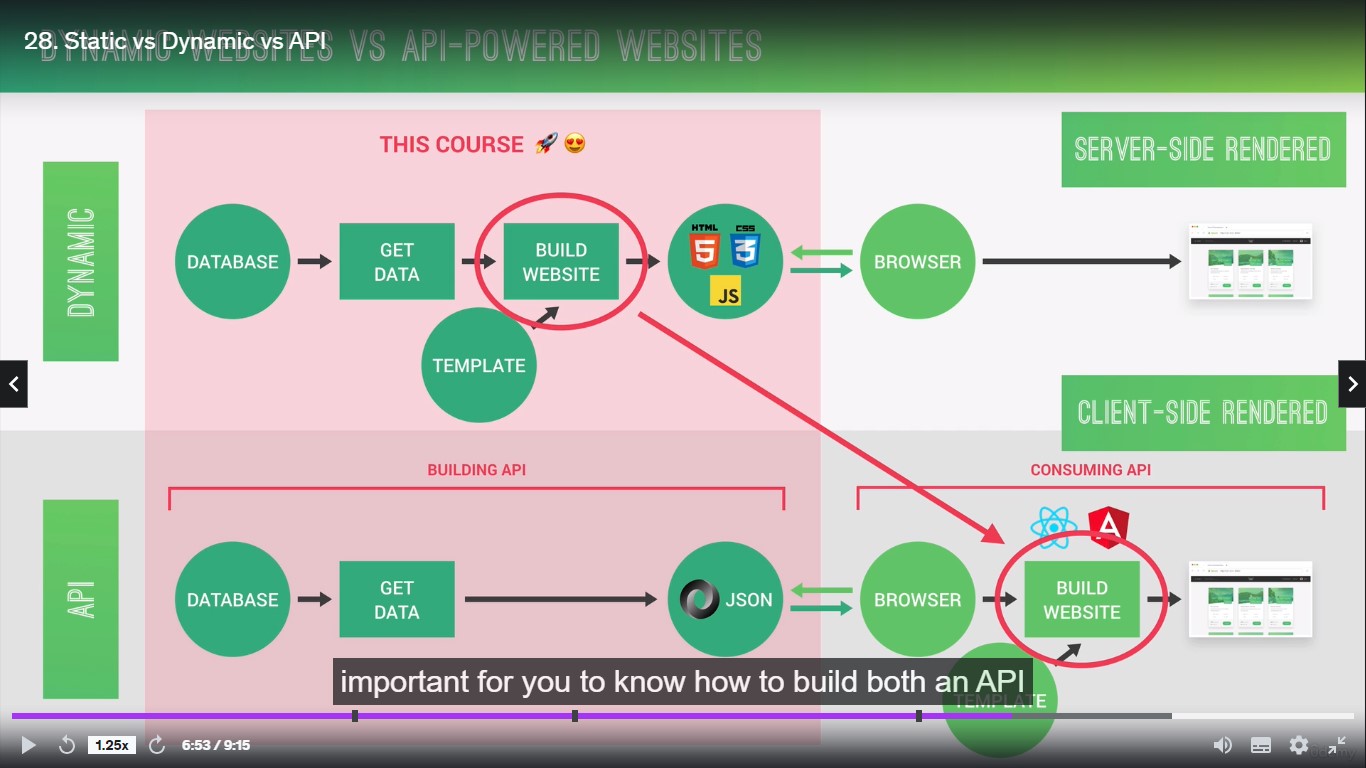 28. Static vs Dynamic vs API
DYNAMIC WEBSITES VS API-POWERED WEBSITES
THIS COURSE 🚀 😍
SERVER-SIDE RENDERED
DYNAMIC
DATABASE
GET
DATA
BUILD
WEBSITE
HTML
5
CSS
3
JS
BROWSER
TEMPLATE
CLIENT-SIDE RENDERED
BUILDING API
CONSUMING API
API
DATABASE
GET
DATA
JSON
BROWSER
A
BUILD
WEBSITE
TEMPLATE
important for you to know how to build both an API
1.25x
6:53 / 9:15